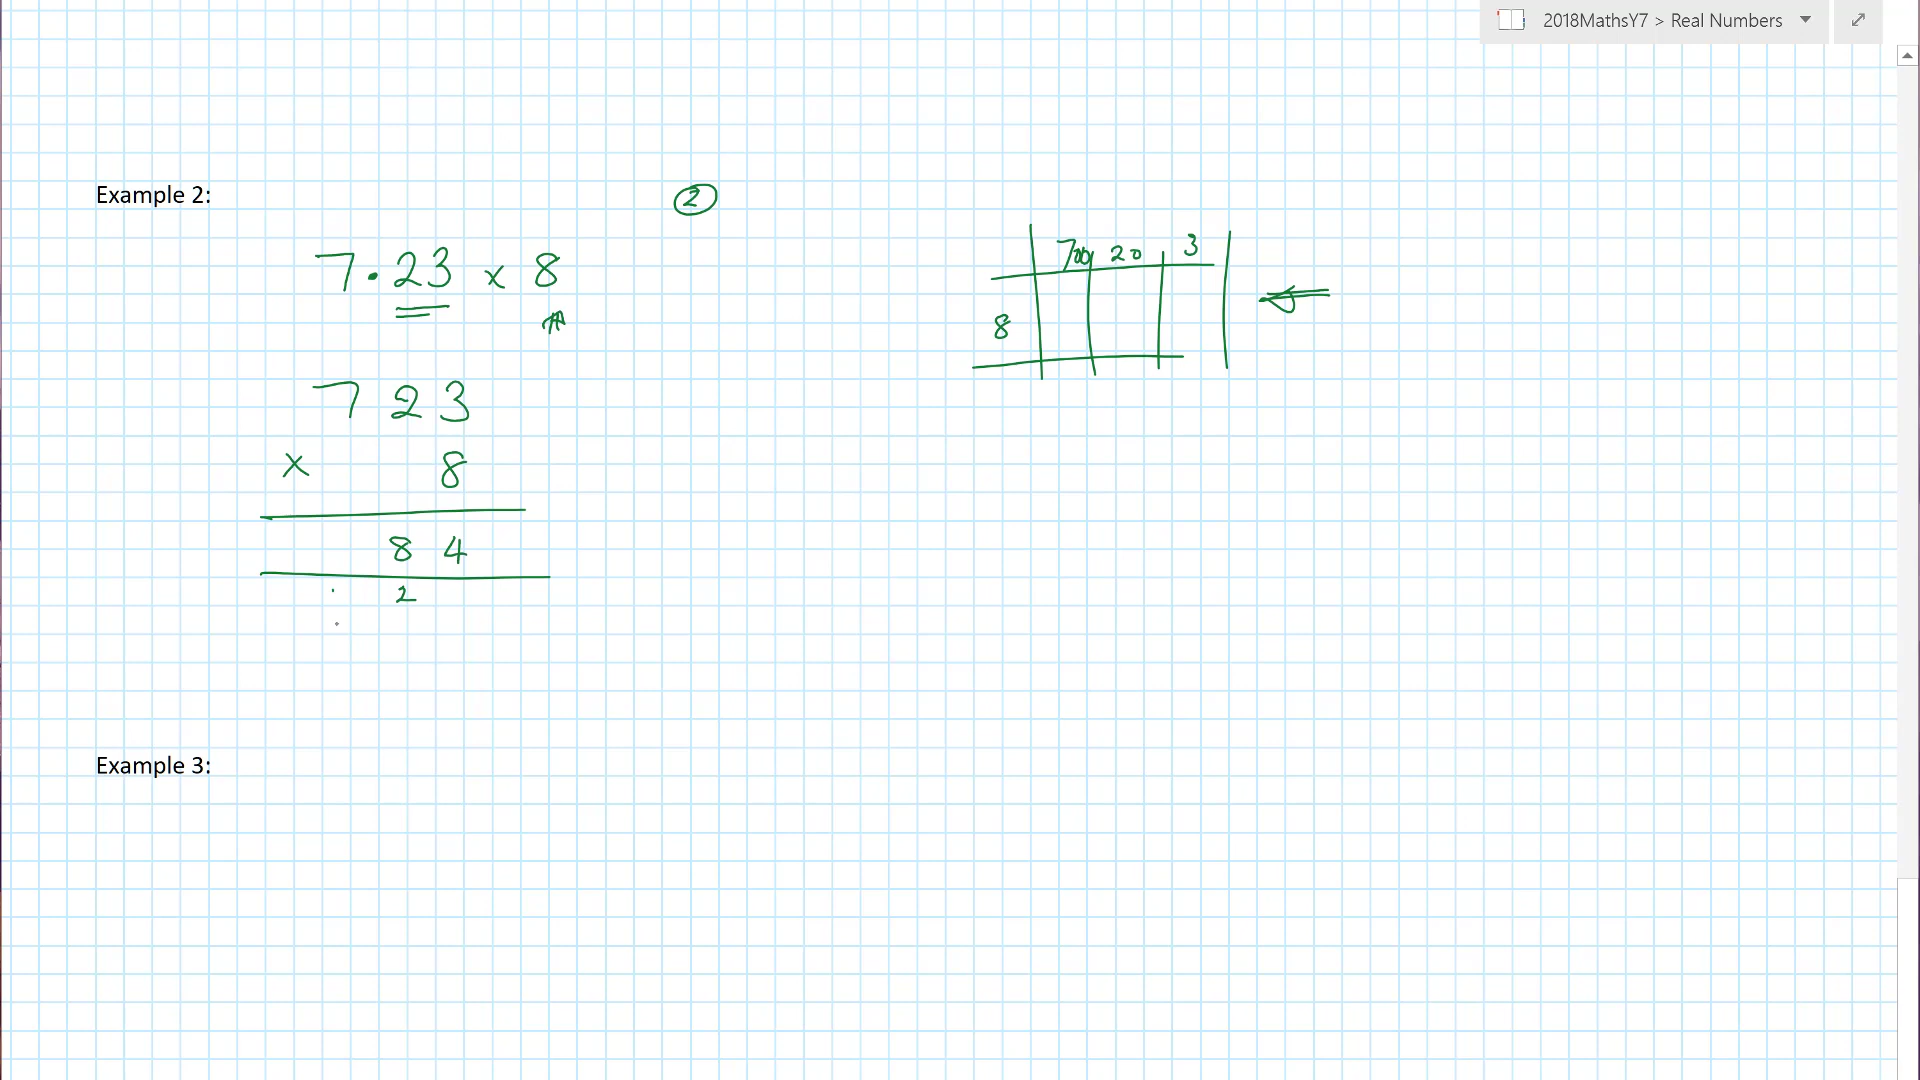 2018MathsY7 > Real Numbers
Example 2:
2
7.23 x 8
700 20 3
8
7 2 3
x 8
8 4
2
Example 3: